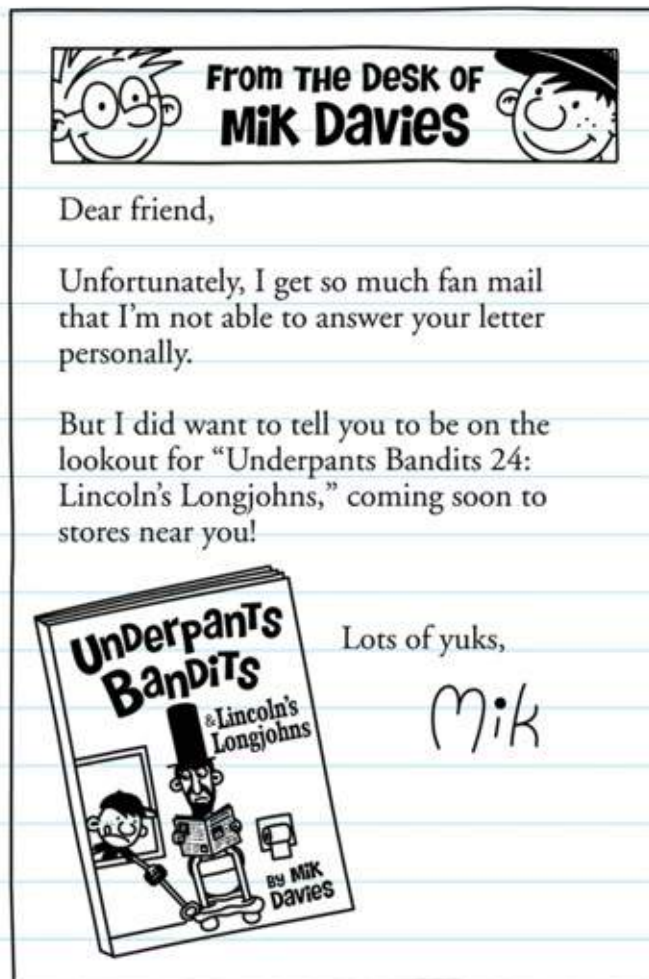 From THE Desk OF
Mik Davies
Dear friend,
Unfortunately, I get so much fan mail
that I'm not able to answer your letter
personally.
But I did want to tell you to be on the
lookout for “Underpants Bandits 24:
Lincoln's Longjohns,” coming soon to
stores near you!
UnDerpanTs
BanDiTs
&Lincoln's
Longjohns
By Mik
Davies
Lots of yuks,
Mik